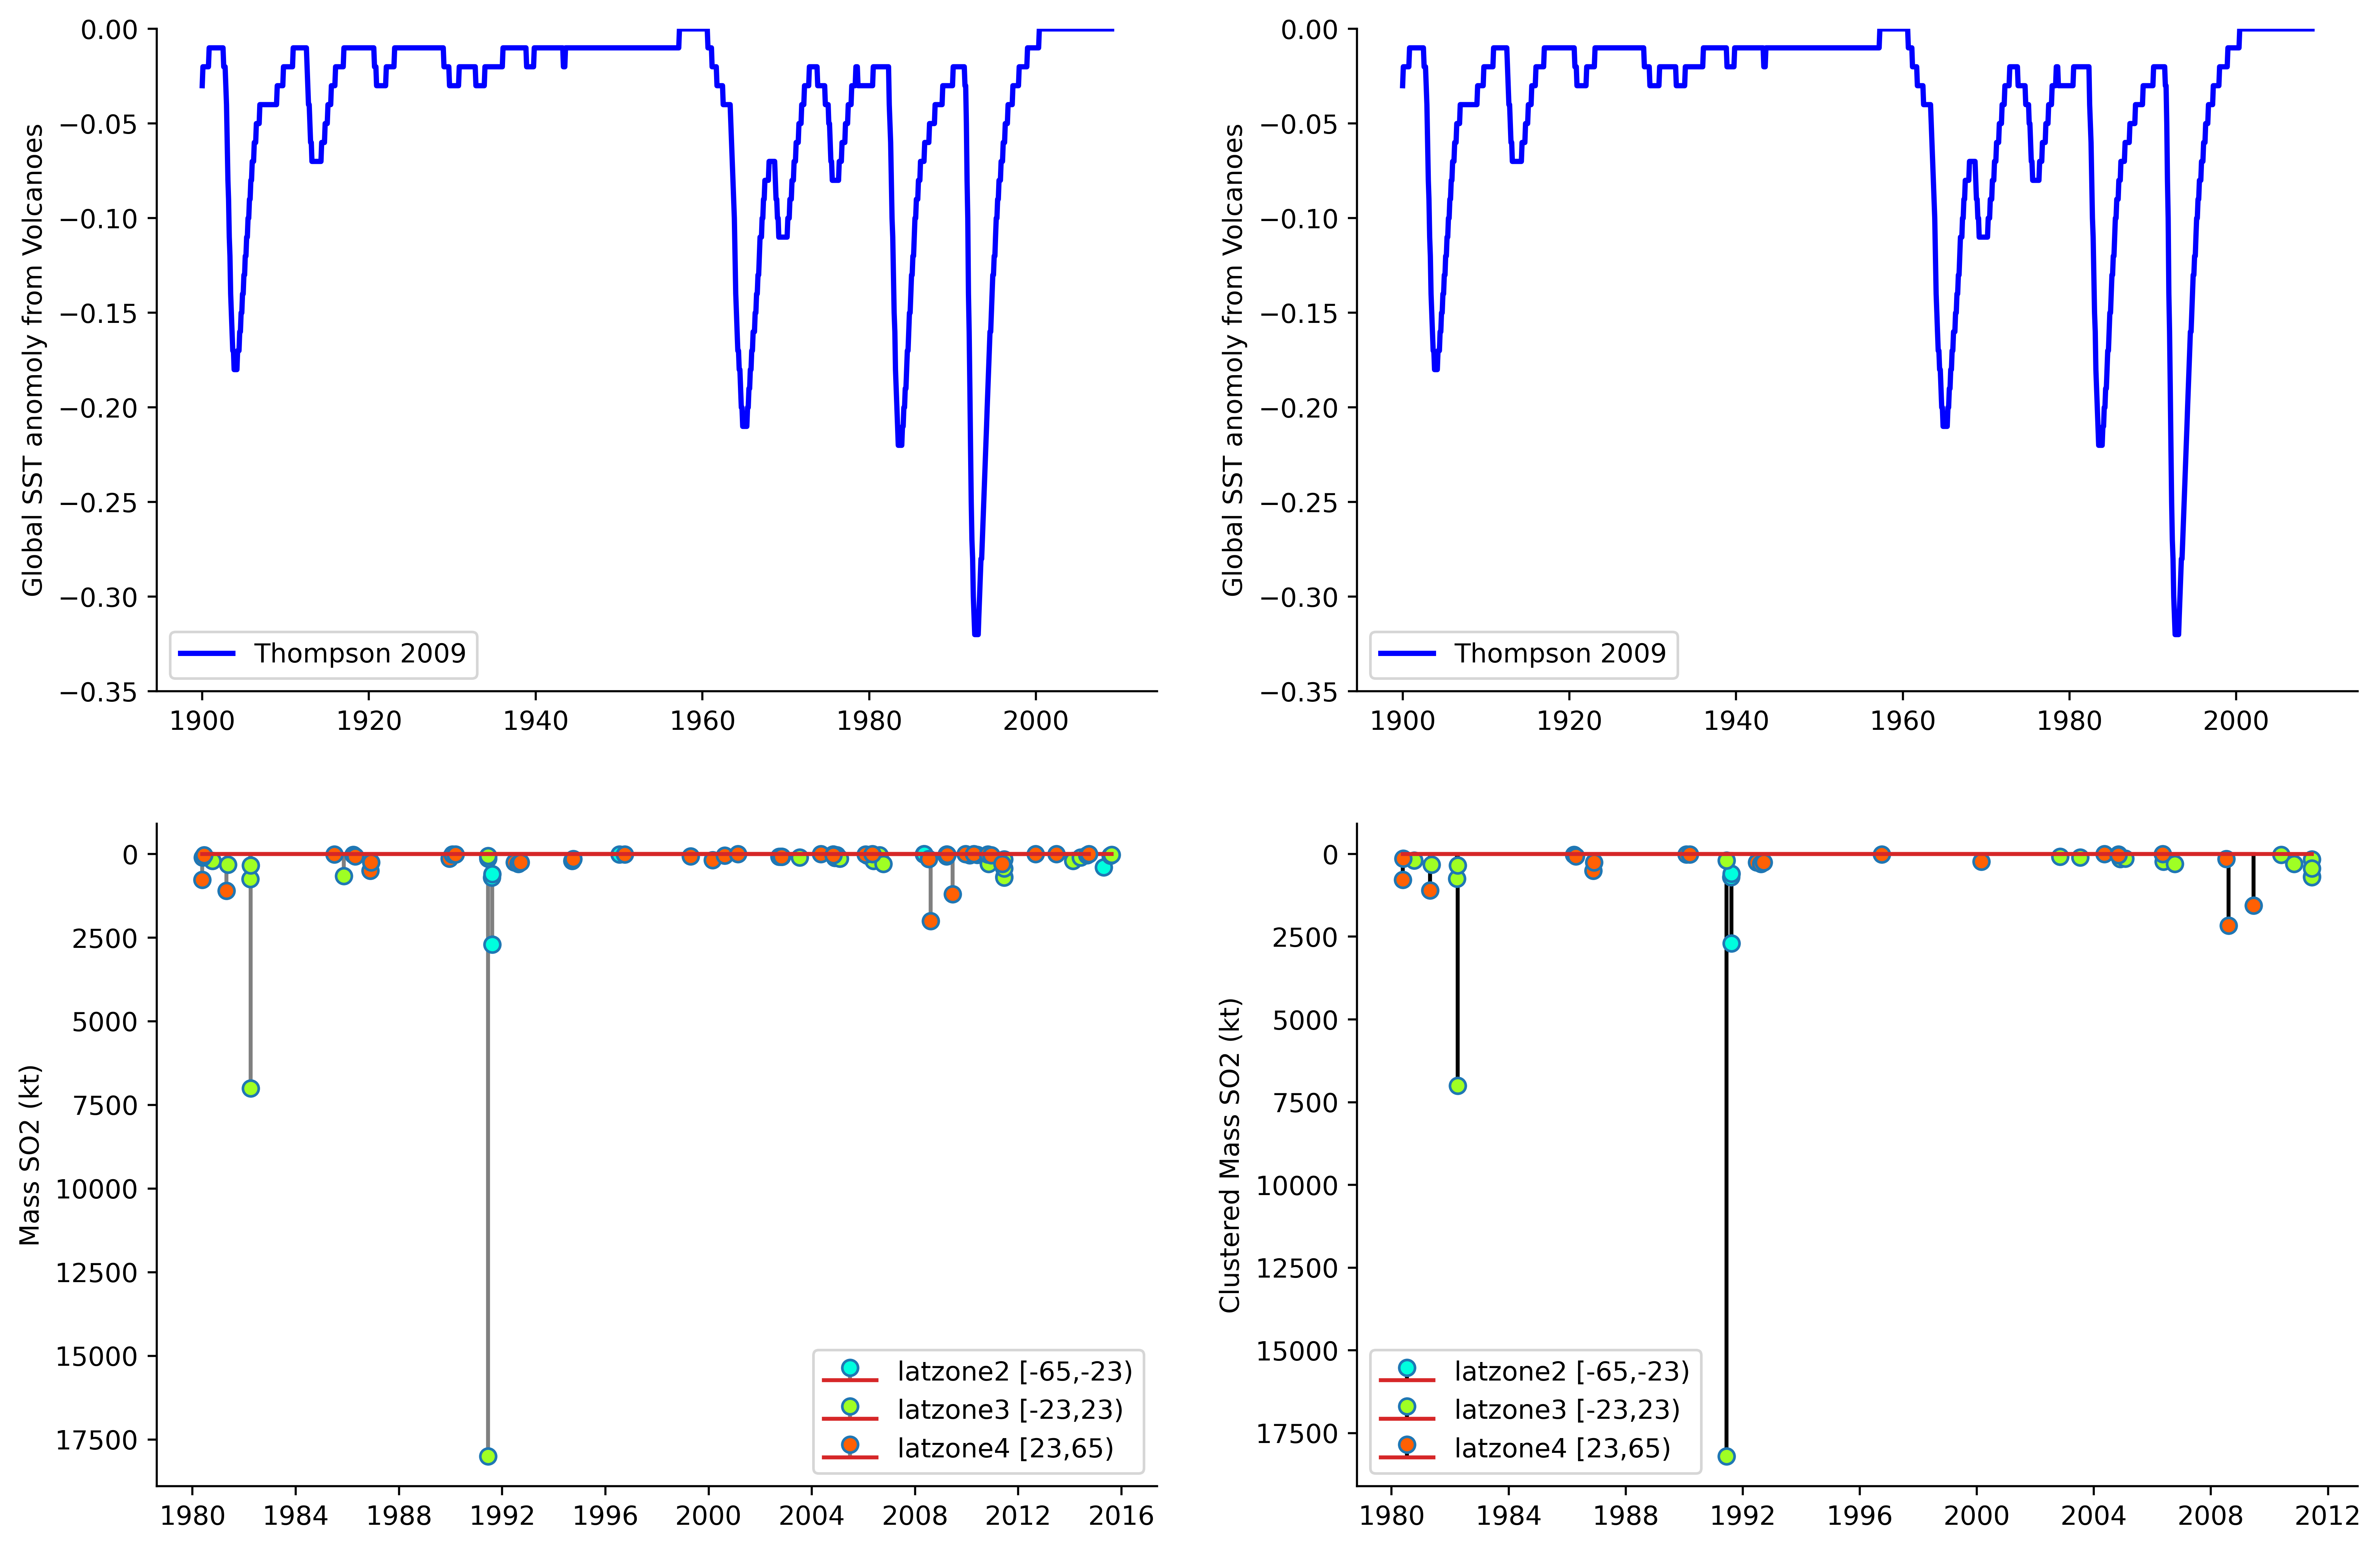 Global SST anomoly from Volcanoes
0.00
−0.05
−0.10
−0.15
−0.20
−0.25
−0.30
−0.35
Thompson 2009
1900 1920 1940 1960 1980 2000
Global SST anomoly from Volcanoes
0.00
−0.05
−0.10
−0.15
−0.20
−0.25
−0.30
−0.35
Thompson 2009
1900 1920 1940 1960 1980 2000
Mass SO2 (kt)
0
2500
5000
7500
10000
12500
15000
17500
latzone2 [-65,-23)
latzone3 [-23,23)
latzone4 [23,65)
1980 1984 1988 1992 1996 2000 2004 2008 2012 2016
Clustered Mass SO2 (kt)
0
2500
5000
7500
10000
12500
15000
17500
latzone2 [-65,-23)
latzone3 [-23,23)
latzone4 [23,65)
1980 1984 1988 1992 1996 2000 2004 2008 2012